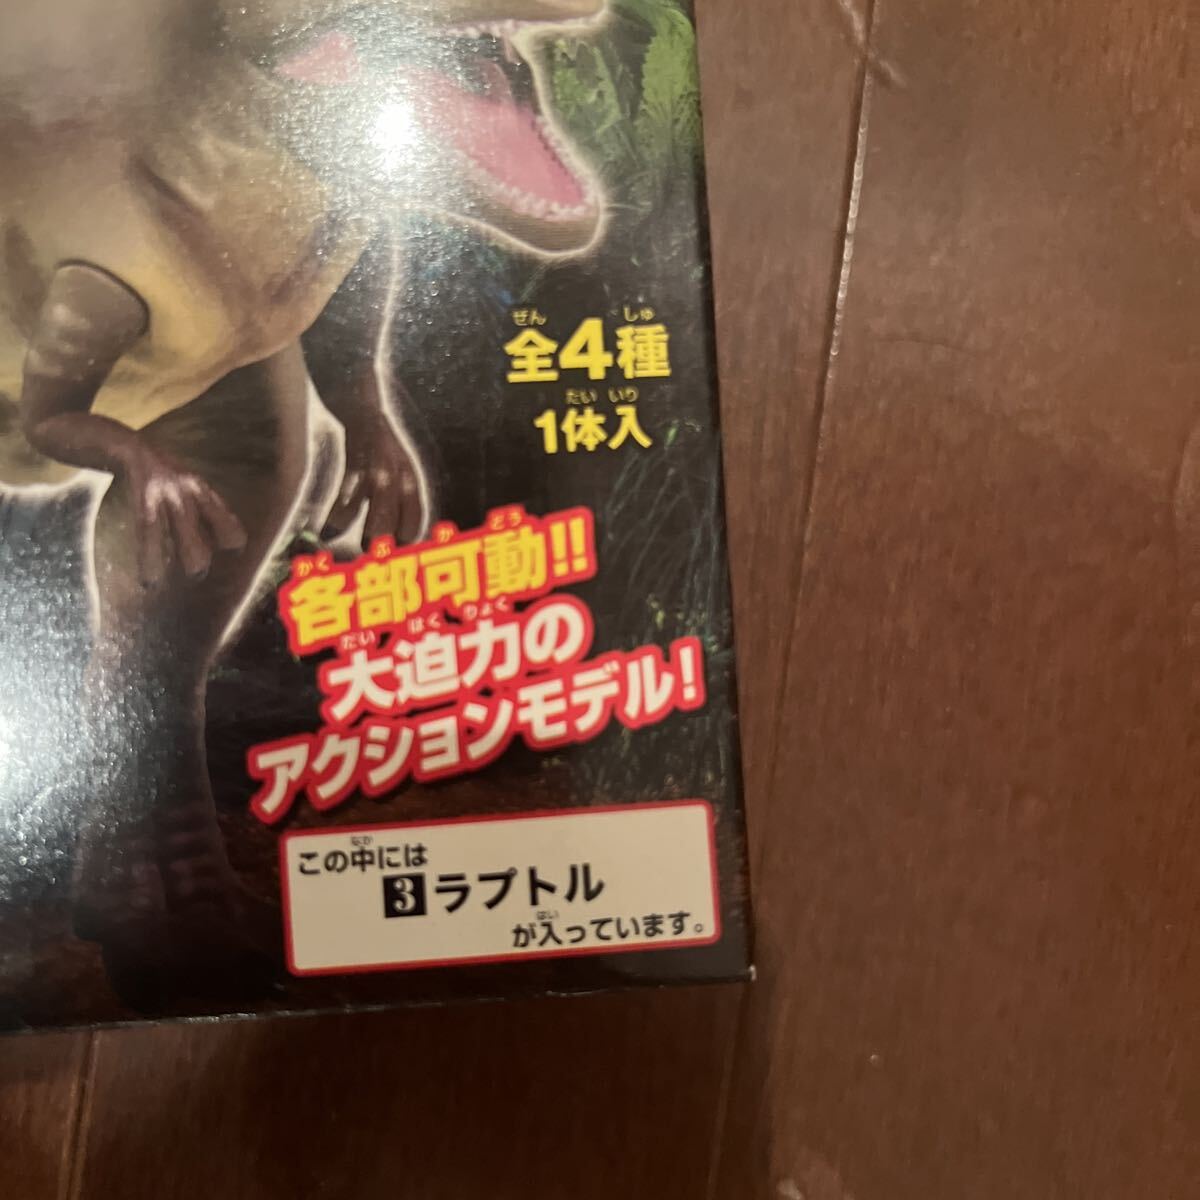 ぜん しゅ
全4種
たい いり
1体入
かく ぶ か どう
各部可動!!
だい はく りょく
大迫力の
アクションモデル!
なか
この中には
3ラプトル
はい
が入っています。